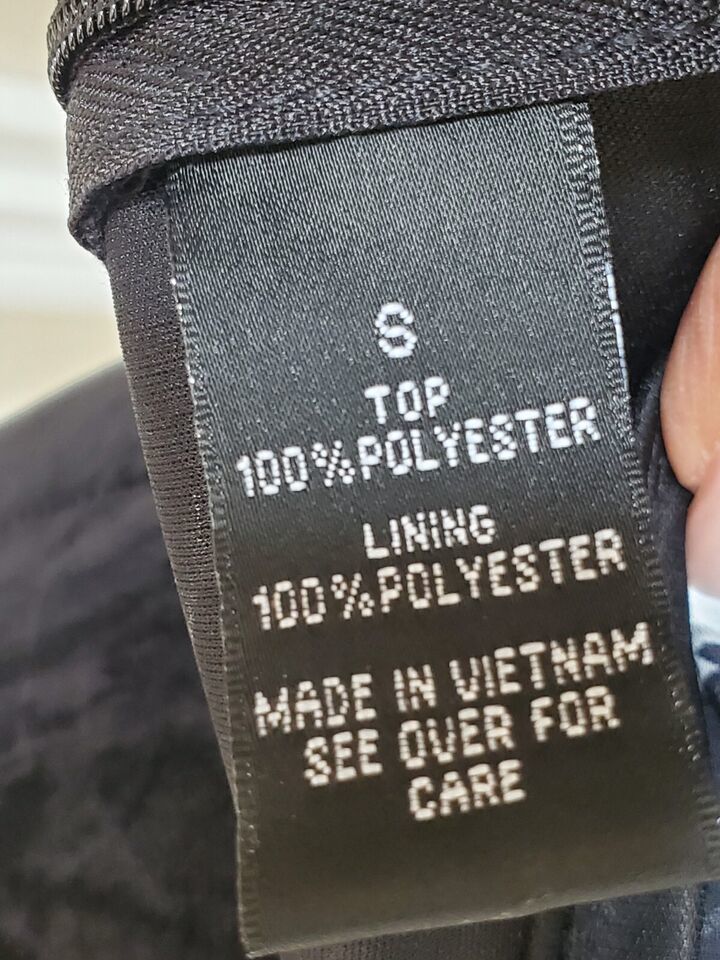 S
TOP
100%POLYESTER
LINING
100%POLYESTER
MADE IN VIETNAM
SEE OVER FOR
CARE